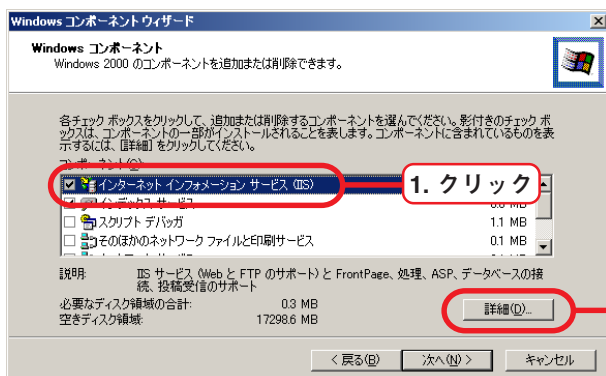 Windows コンポーネント ウィザード
Windows コンポーネント
Windows 2000 のコンポーネントを追加または削除できます。
各チェック ボックスをクリックして、追加または削除するコンポーネントを選んでください。影付きのチェック ボ
ックスは、コンポーネントの一部がインストールされることを表します。コンポーネントに含まれているものを表
示するには、[詳細] をクリックしてください。
インターネット インフォメーション サービス (IIS)
1. クリック
インデックス サービス
0.0 MB
スクリプト デバッガ
1.1 MB
そのほかのネットワーク ファイルと印刷サービス
0.1 MB
説明:
IIS サービス (Web と FTP のサポート) と FrontPage、処理、ASP、データベースの接
続、投稿受信のサポート
必要なディスク領域の合計:
0.3 MB
空きディスク領域:
17298.6 MB
詳細(D)...
< 戻る(B)
次へ(N) >
キャンセル